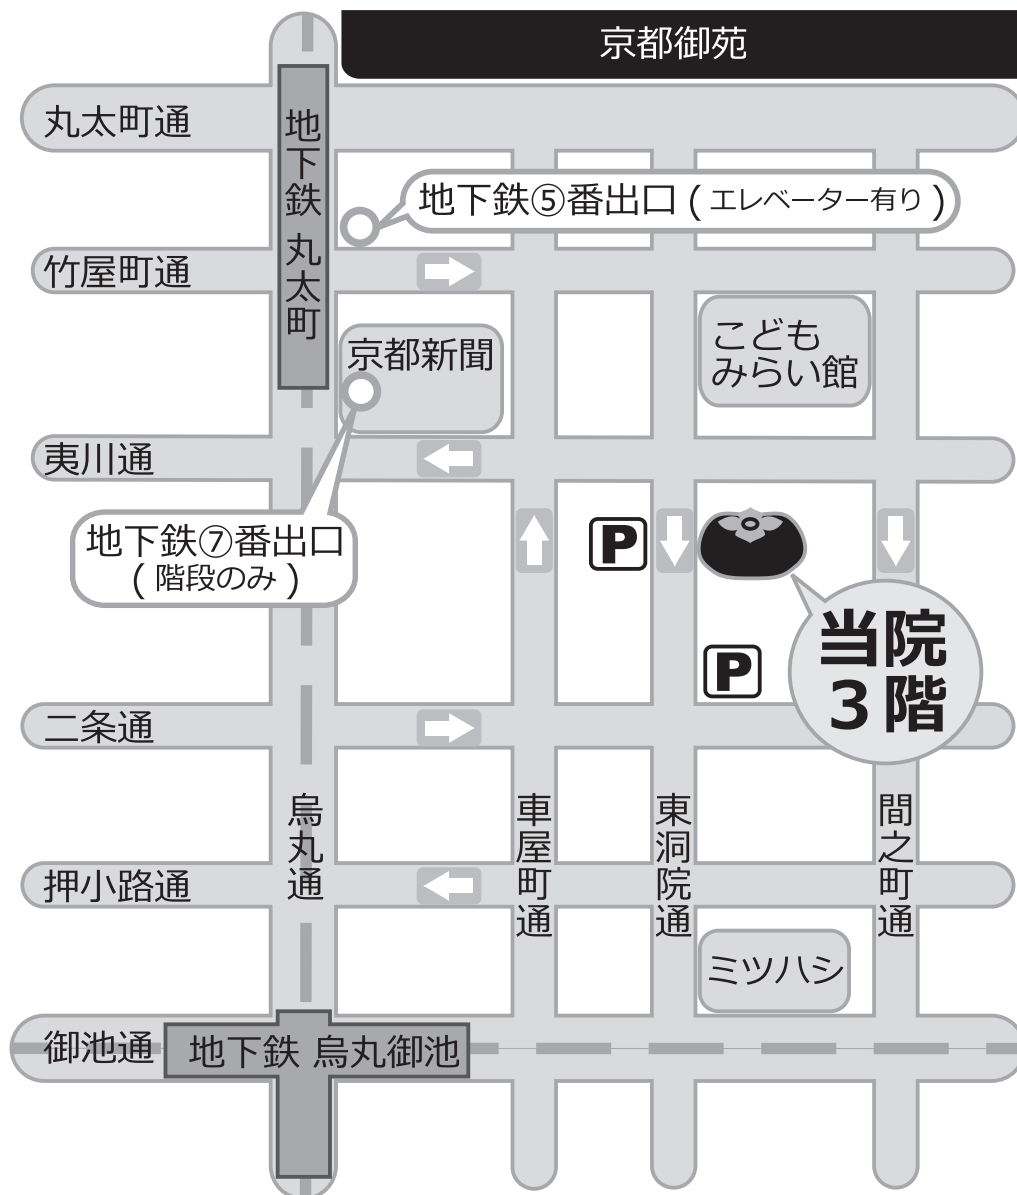 京都御苑
丸太町通
地下鉄 丸太町
地下鉄⑤番出口 ( エレベーター有り )
竹屋町通
京都新聞
こども
みらい館
夷川通
地下鉄⑦番出口
( 階段のみ )
P
P
当院
3階
二条通
烏丸通
車屋町通
東洞院通
間之町通
押小路通
ミツハシ
御池通
地下鉄 烏丸御池